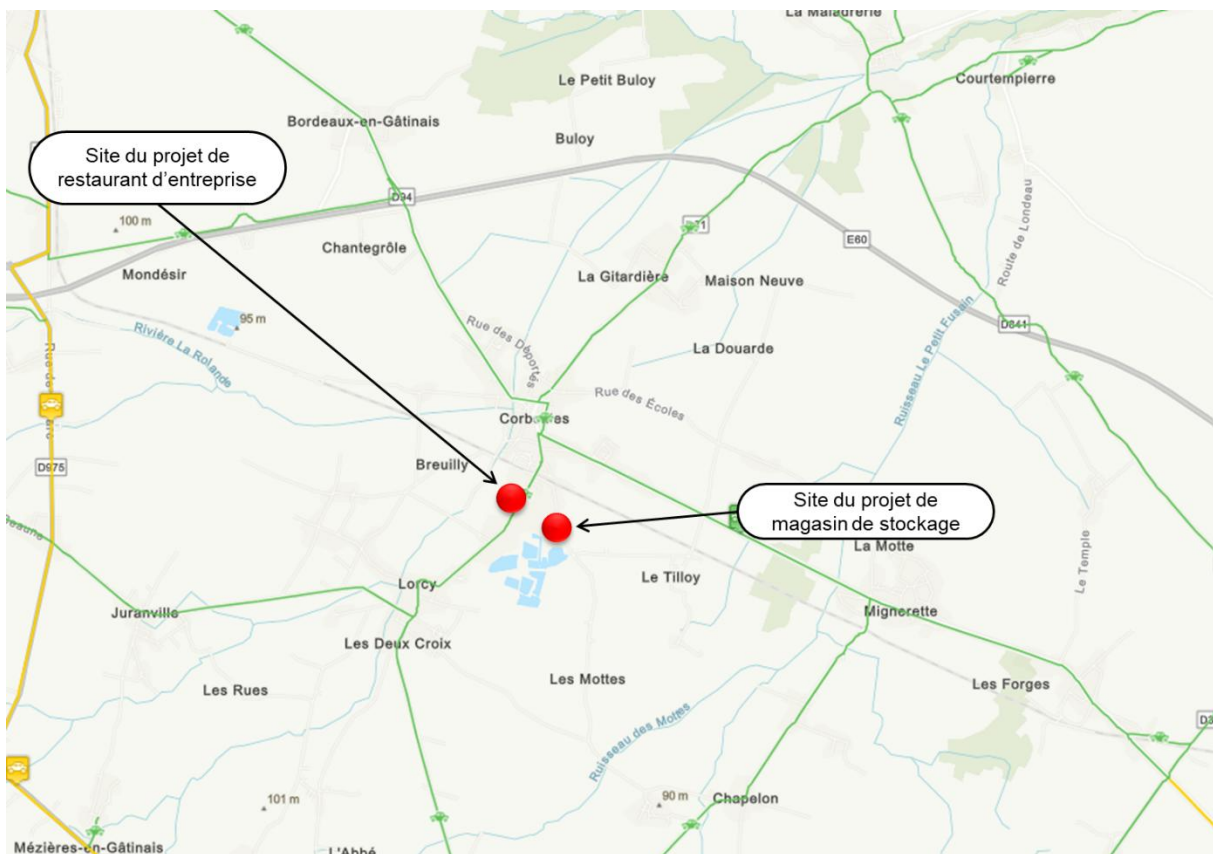 La Maladrerie
Courtempierre
Le Petit Buloy
Bordeaux-en-Gâtinais
Buloy
Site du projet de
restaurant d'entreprise
D94
100 m
Chantegrôle
E60
Route de Londeau
Mondésir
La Gitardière
Maison Neuve
95 m
Rivière La Rolande
Rue des Déportés
Ruisseau Le Petit Fusain
D841
La Douarde
Rue des Écoles
Corbeilles
Breuilly
D975
Site du projet de
magasin de stockage
La Motte
Le Temple
Lorcy
Le Tilloy
Juranville
Mignerette
Les Deux Croix
Les Rues
Les Mottes
Les Forges
Ruisseau des Mottes
101 m
90 m
Chapelon
Mézières-en-Gâtinais
L'Abbé